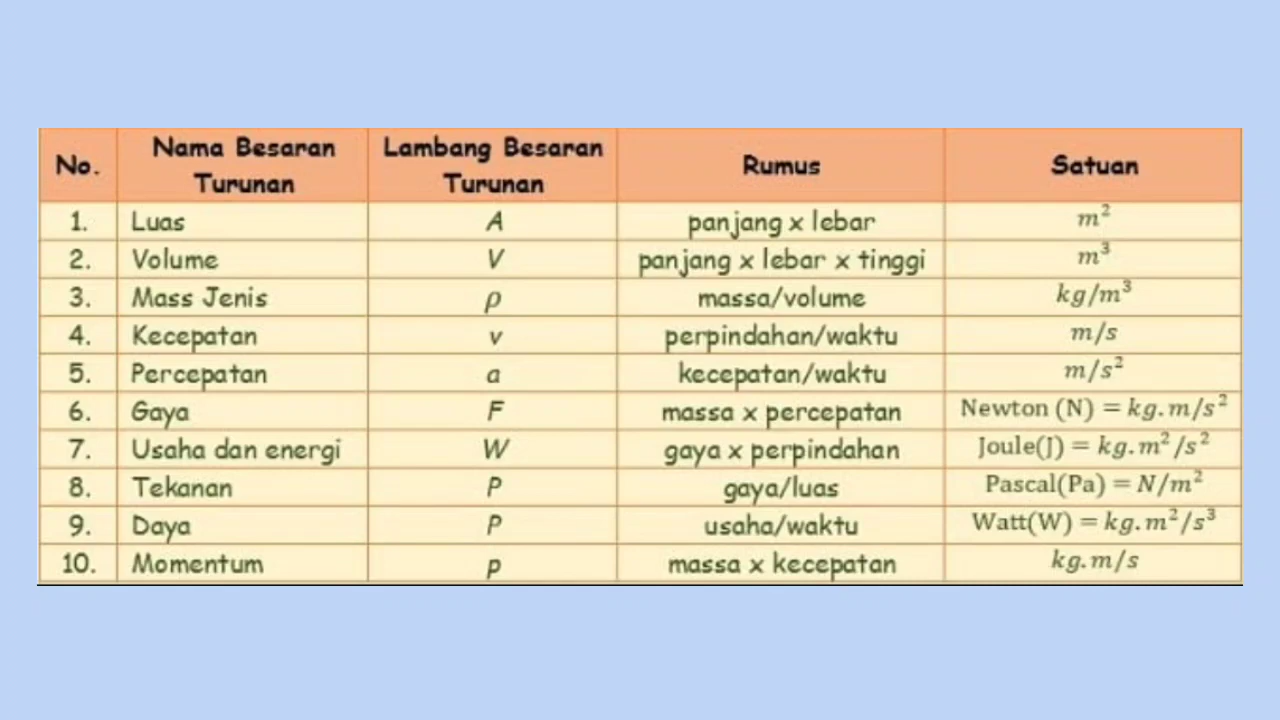 No. Nama Besaran Turunan Lambang Besaran Turunan Rumus Satuan
1. Luas A panjang x lebar m²
2. Volume V panjang x lebar x tinggi m³
3. Mass Jenis ρ massa/volume kg/m³
4. Kecepatan v perpindahan/waktu m/s
5. Percepatan a kecepatan/waktu m/s²
6. Gaya F massa x percepatan Newton (N) = kg.m/s²
7. Usaha dan energi W gaya x perpindahan Joule(J) = kg.m²/s²
8. Tekanan P gaya/luas Pascal(Pa) = N/m²
9. Daya P usaha/waktu Watt(W) = kg.m²/s³
10. Momentum p massa x kecepatan kg.m/s